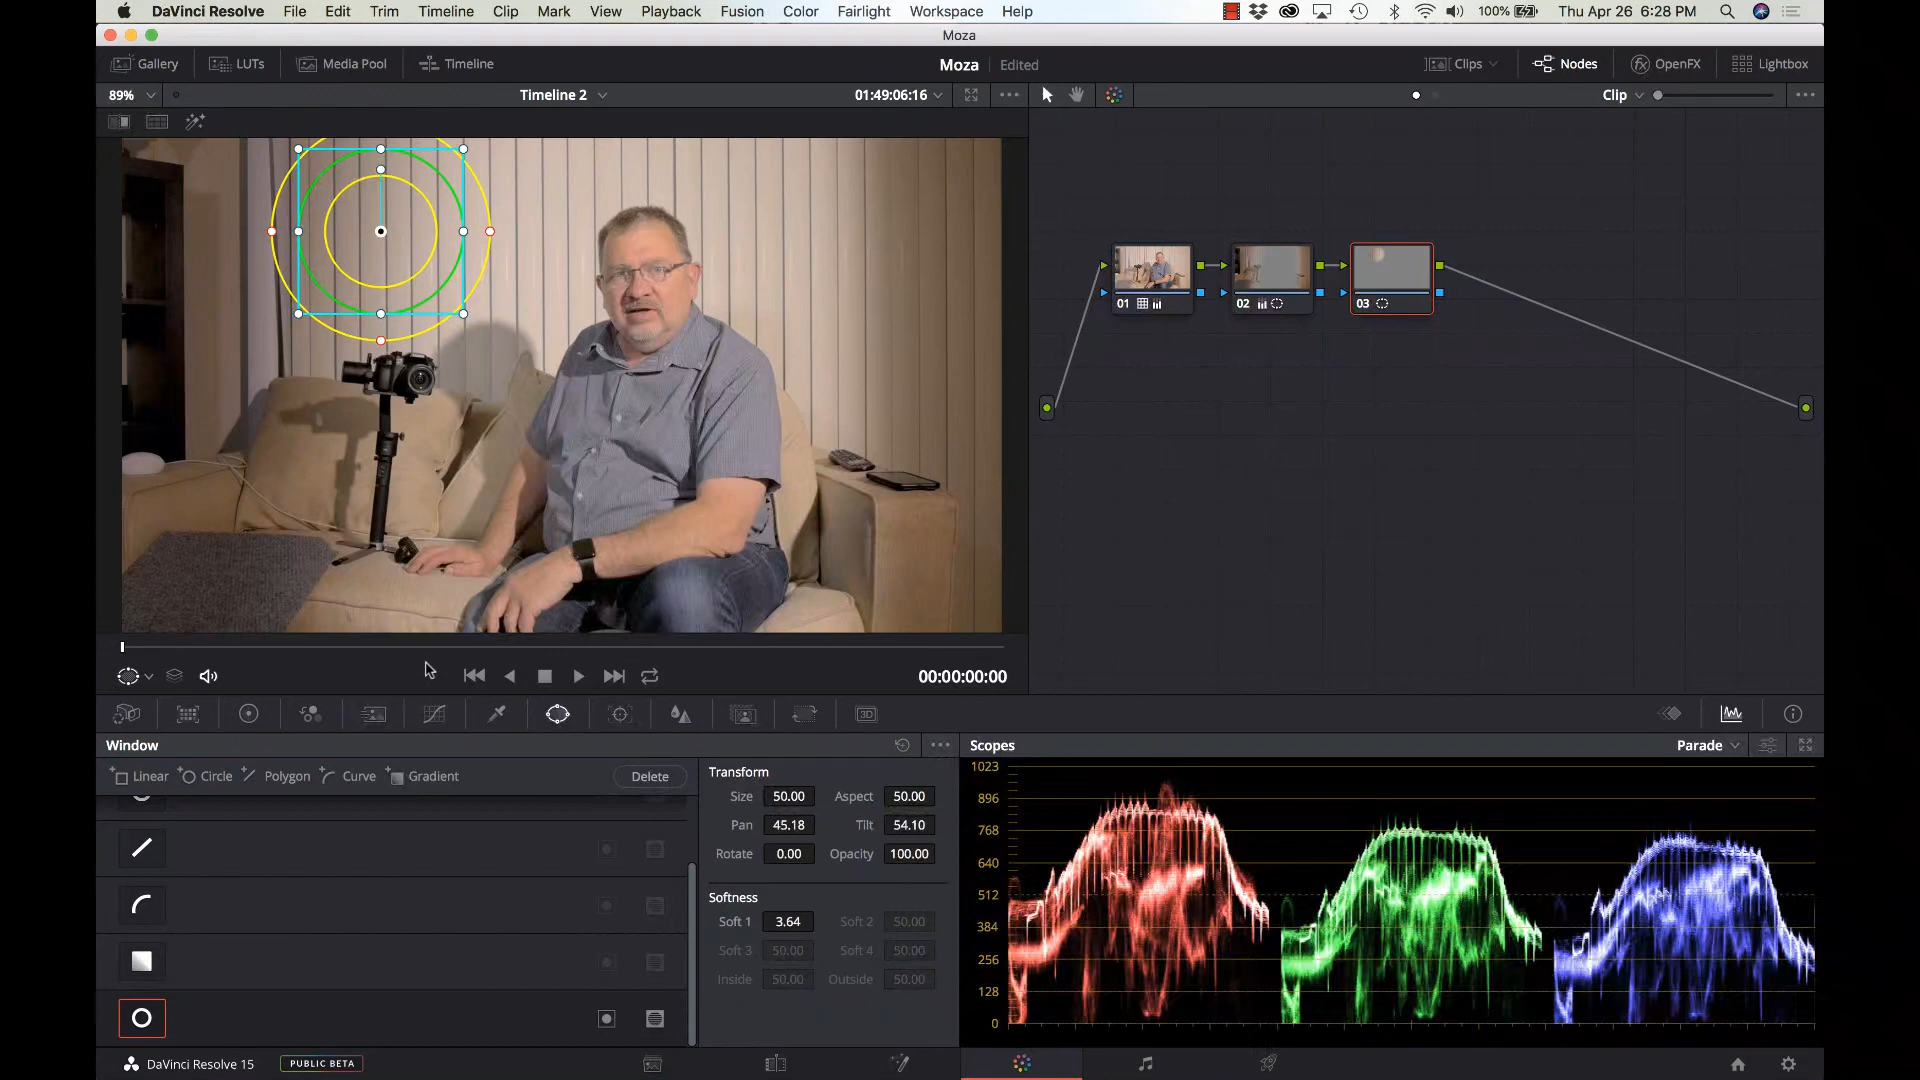 DaVinci Resolve File Edit Trim Timeline Clip Mark View Playback Fusion Color Fairlight Workspace Help 100% Thu Apr 26 6:28 PM
Moza
Gallery LUTs Media Pool Timeline Moza Edited Clips Nodes OpenFX Lightbox
89% Timeline 2 01:49:06:16 Clip
01 02 03
00:00:00:00
3D
Window Scopes Parade
Linear Circle Polygon Curve Gradient Delete
Transform
Size 50.00 Aspect 50.00
Pan 45.18 Tilt 54.10
Rotate 0.00 Opacity 100.00
Softness
Soft 1 3.64 Soft 2 50.00
Soft 3 50.00 Soft 4 50.00
Inside 50.00 Outside 50.00
1023
896
768
640
512
384
256
128
0
DaVinci Resolve 15 PUBLIC BETA